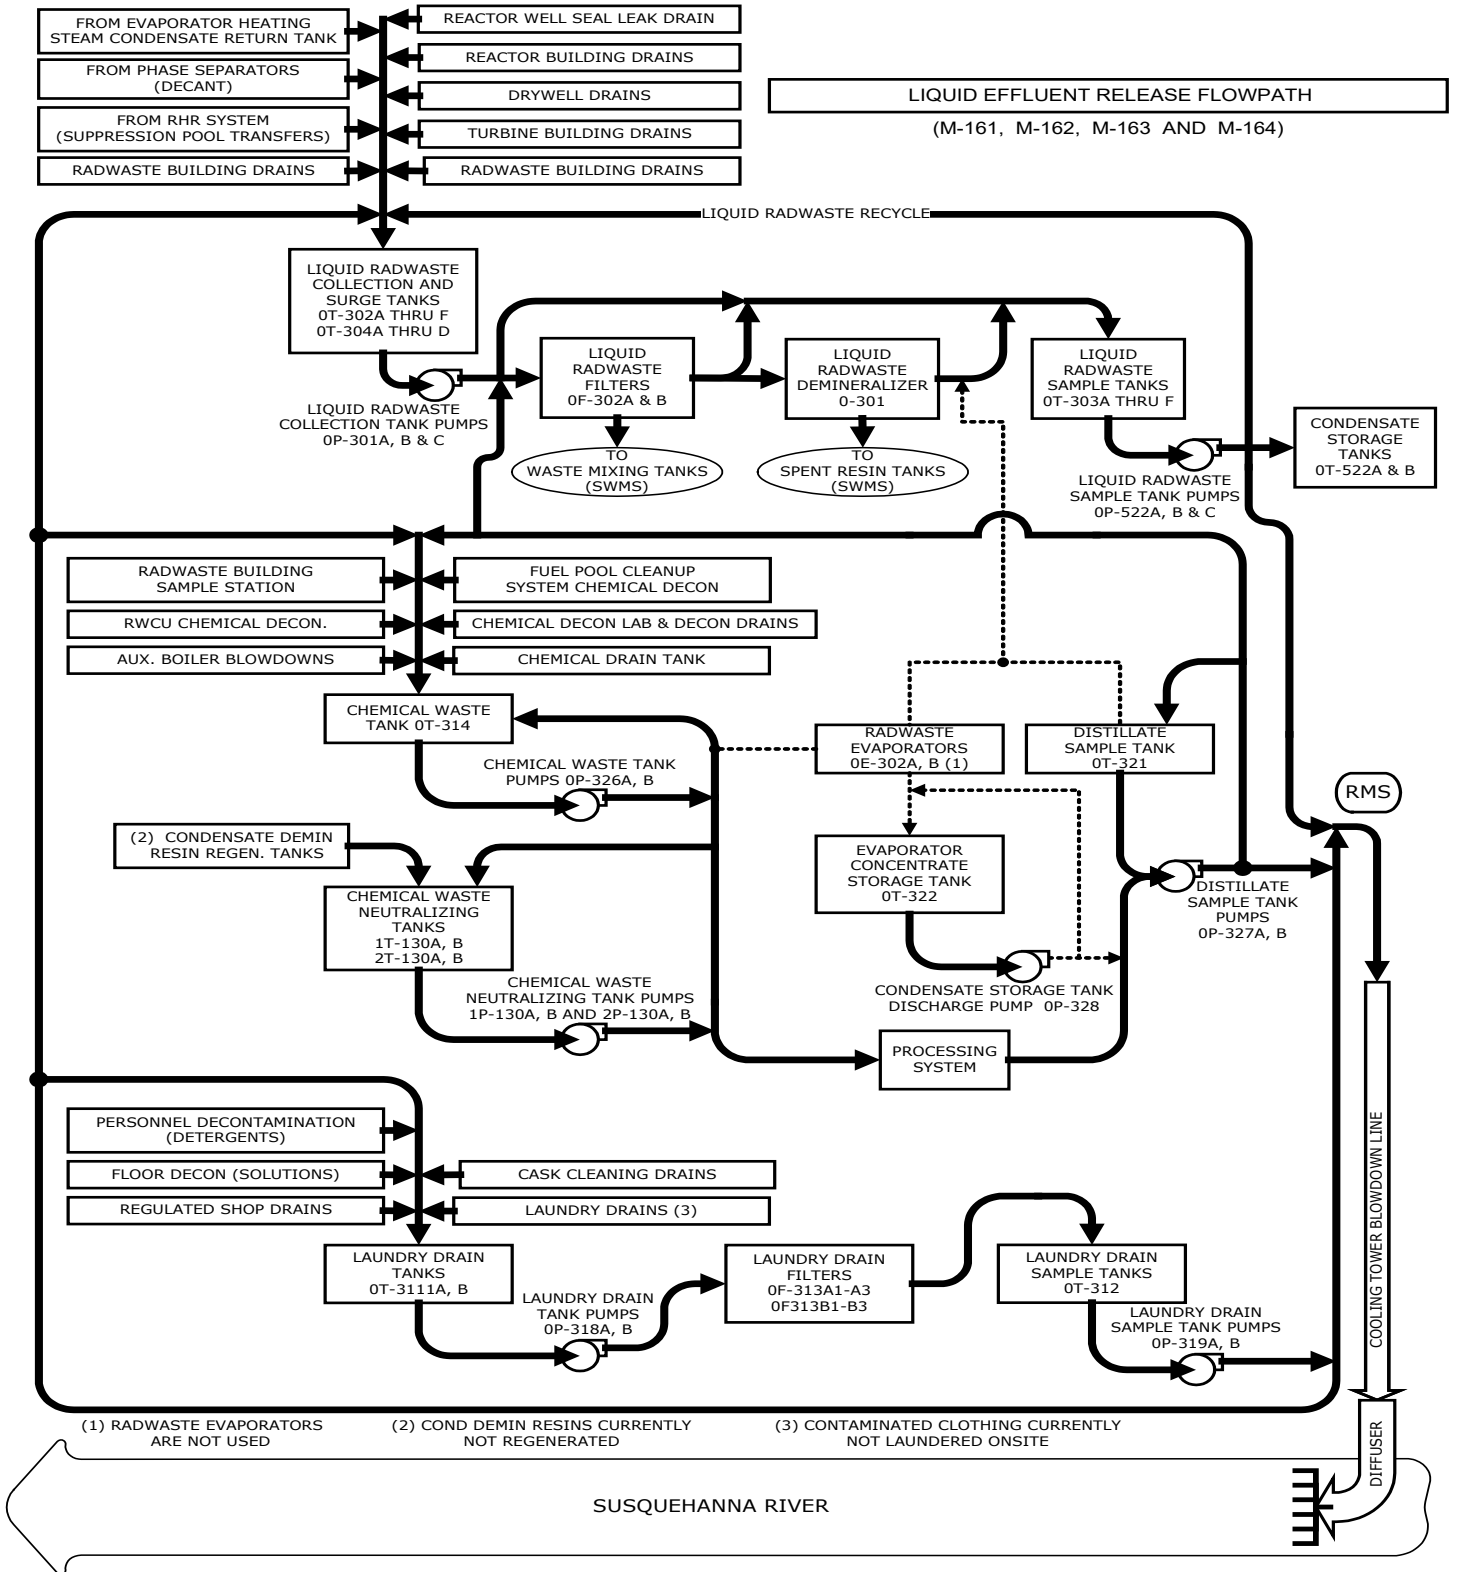 FROM EVAPORATOR HEATING
STEAM CONDENSATE RETURN TANK
REACTOR WELL SEAL LEAK DRAIN
REACTOR BUILDING DRAINS
FROM PHASE SEPARATORS
(DECANT)
DRYWELL DRAINS
LIQUID EFFLUENT RELEASE FLOWPATH
(M-161, M-162, M-163 AND M-164)
FROM RHR SYSTEM
(SUPPRESSION POOL TRANSFERS)
TURBINE BUILDING DRAINS
RADWASTE BUILDING DRAINS
RADWASTE BUILDING DRAINS
LIQUID RADWASTE RECYCLE
LIQUID RADWASTE
COLLECTION AND
SURGE TANKS
0T-302A THRU F
0T-304A THRU D
LIQUID RADWASTE
COLLECTION TANK PUMPS
0P-301A, B & C
LIQUID
RADWASTE
FILTERS
0F-302A & B
TO
WASTE MIXING TANKS
(SWMS)
LIQUID
RADWASTE
DEMINERALIZER
0-301
TO
SPENT RESIN TANKS
(SWMS)
LIQUID
RADWASTE
SAMPLE TANKS
0T-303A THRU F
LIQUID RADWASTE
SAMPLE TANK PUMPS
0P-522A, B & C
CONDENSATE
STORAGE
TANKS
0T-522A & B
RADWASTE BUILDING
SAMPLE STATION
FUEL POOL CLEANUP
SYSTEM CHEMICAL DECON
RWCU CHEMICAL DECON.
CHEMICAL DECON LAB & DECON DRAINS
AUX. BOILER BLOWDOWNS
CHEMICAL DRAIN TANK
CHEMICAL WASTE
TANK 0T-314
CHEMICAL WASTE TANK
PUMPS 0P-326A, B
RADWASTE
EVAPORATORS
0E-302A, B (1)
DISTILLATE
SAMPLE TANK
0T-321
RMS
(2) CONDENSATE DEMIN
RESIN REGEN. TANKS
EVAPORATOR
CONCENTRATE
STORAGE TANK
0T-322
DISTILLATE
SAMPLE TANK
PUMPS
0P-327A, B
CHEMICAL WASTE
NEUTRALIZING
TANKS
1T-130A, B
2T-130A, B
CHEMICAL WASTE
NEUTRALIZING TANK PUMPS
1P-130A, B AND 2P-130A, B
CONDENSATE STORAGE TANK
DISCHARGE PUMP 0P-328
PROCESSING
SYSTEM
PERSONNEL DECONTAMINATION
(DETERGENTS)
FLOOR DECON (SOLUTIONS)
CASK CLEANING DRAINS
REGULATED SHOP DRAINS
LAUNDRY DRAINS (3)
LAUNDRY DRAIN
TANKS
0T-3111A, B
LAUNDRY DRAIN
TANK PUMPS
0P-318A, B
LAUNDRY DRAIN
FILTERS
0F-313A1-A3
0F313B1-B3
LAUNDRY DRAIN
SAMPLE TANKS
0T-312
LAUNDRY DRAIN
SAMPLE TANK PUMPS
0P-319A, B
COOLING TOWER BLOWDOWN LINE
DIFFUSER
(1) RADWASTE EVAPORATORS
ARE NOT USED
(2) COND DEMIN RESINS CURRENTLY
NOT REGENERATED
(3) CONTAMINATED CLOTHING CURRENTLY
NOT LAUNDERED ONSITE
SUSQUEHANNA RIVER